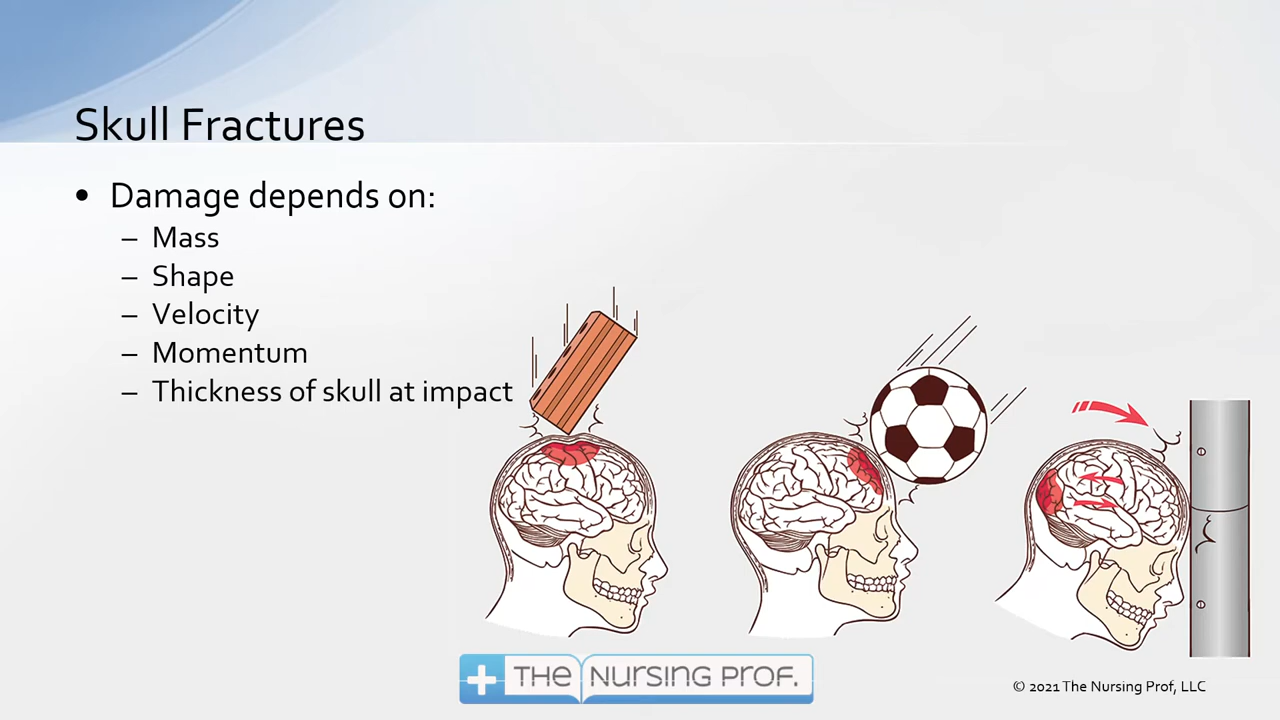 Skull Fractures
• Damage depends on:
– Mass
– Shape
– Velocity
– Momentum
– Thickness of skull at impact
THE NURSING PROF.
© 2021 The Nursing Prof, LLC